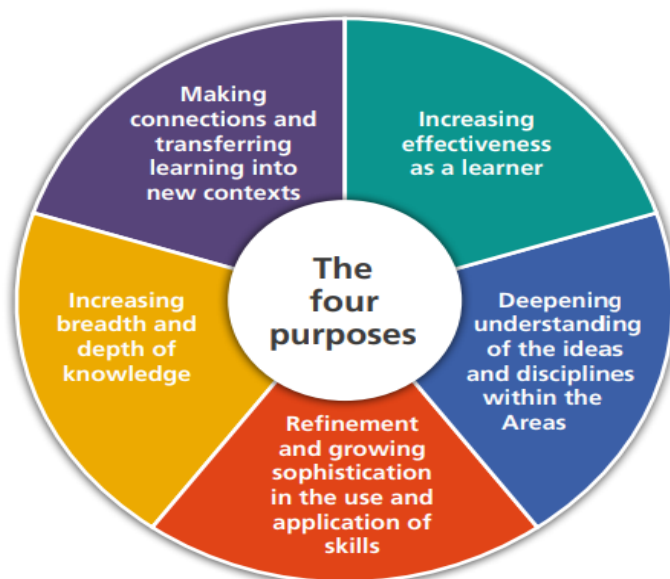 Making
connections and
transferring
learning into
new contexts
Increasing
effectiveness
as a learner
The
four
purposes
Increasing
breadth and
depth of
knowledge
Deepening
understanding
of the ideas
and disciplines
within the
Areas
Refinement
and growing
sophistication
in the use and
application of
skills